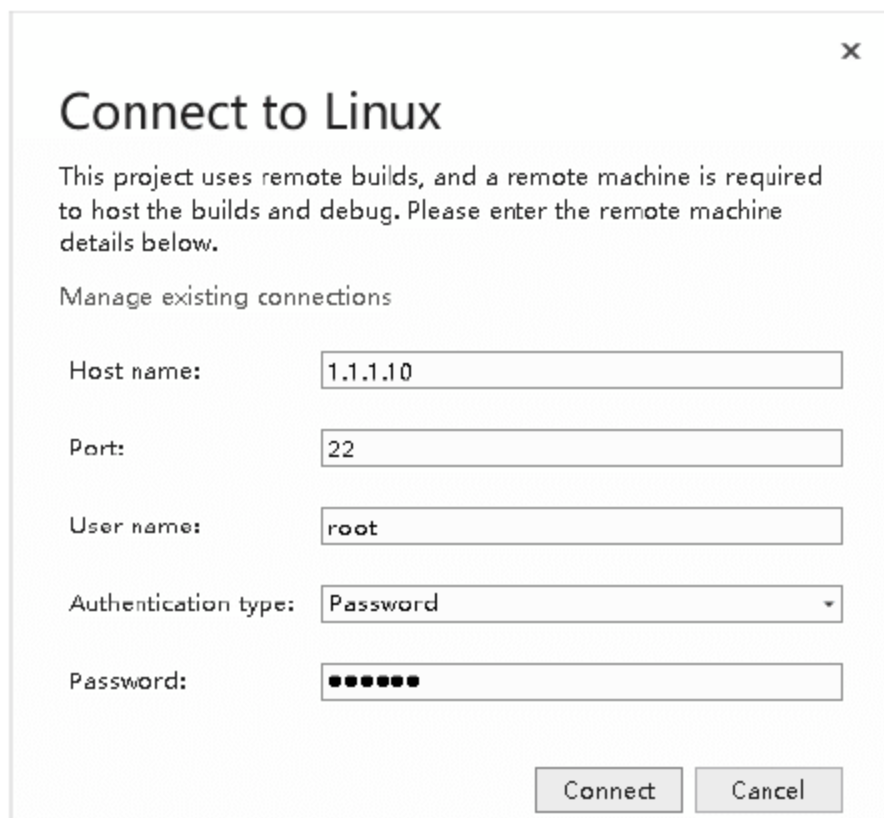 Connect to Linux
This project uses remote builds, and a remote machine is required
to host the builds and debug. Please enter the remote machine
details below.
Manage existing connections
Host name: 1.1.1.10
Port: 22
User name: root
Authentication type: Password
Password: ●●●●●●
Connect Cancel